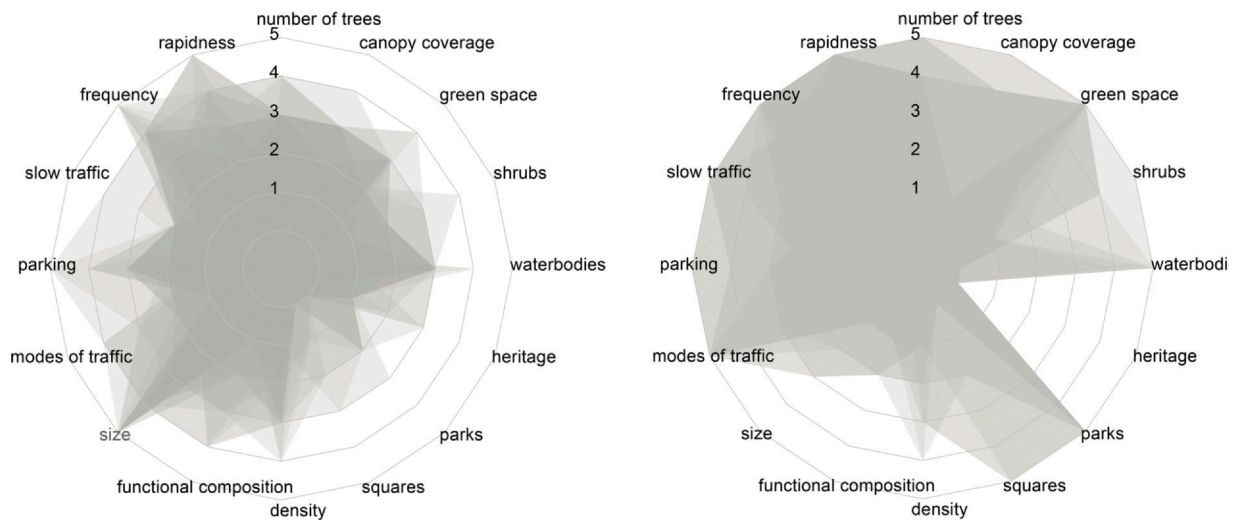 number of trees
5
canopy coverage
rapidness
4
frequency
green space
3
2
slow traffic
shrubs
1
parking
waterbodies
modes of traffic
heritage
size
parks
functional composition
squares
density
number of trees
5
canopy coverage
rapidness
4
frequency
green space
3
2
slow traffic
shrubs
1
parking
waterbodi
modes of traffic
heritage
size
parks
functional composition
squares
density